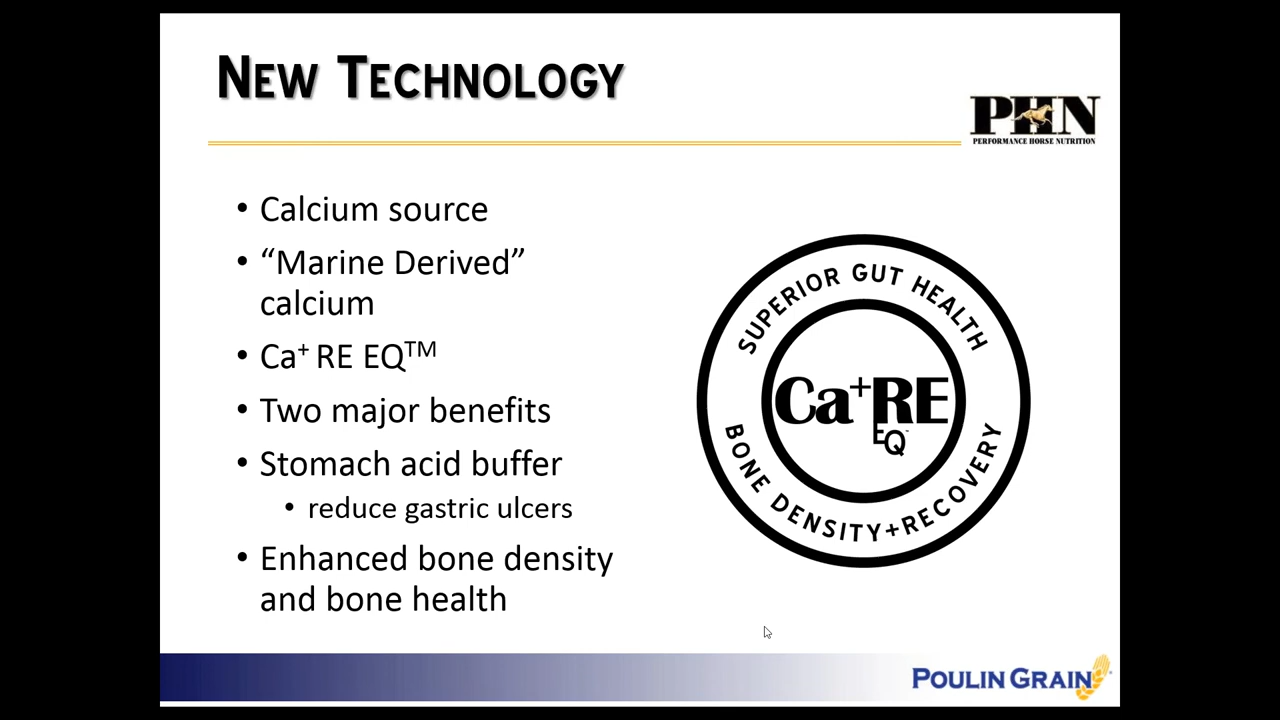 NEW TECHNOLOGY
PHN
PERFORMANCE HORSE NUTRITION
• Calcium source
• “Marine Derived”
calcium
• Ca⁺ RE EQ™
• Two major benefits
• Stomach acid buffer
• reduce gastric ulcers
• Enhanced bone density
and bone health
SUPERIOR GUT HEALTH
Ca⁺RE
EQ™
BONE DENSITY+RECOVERY
POULIN GRAIN®